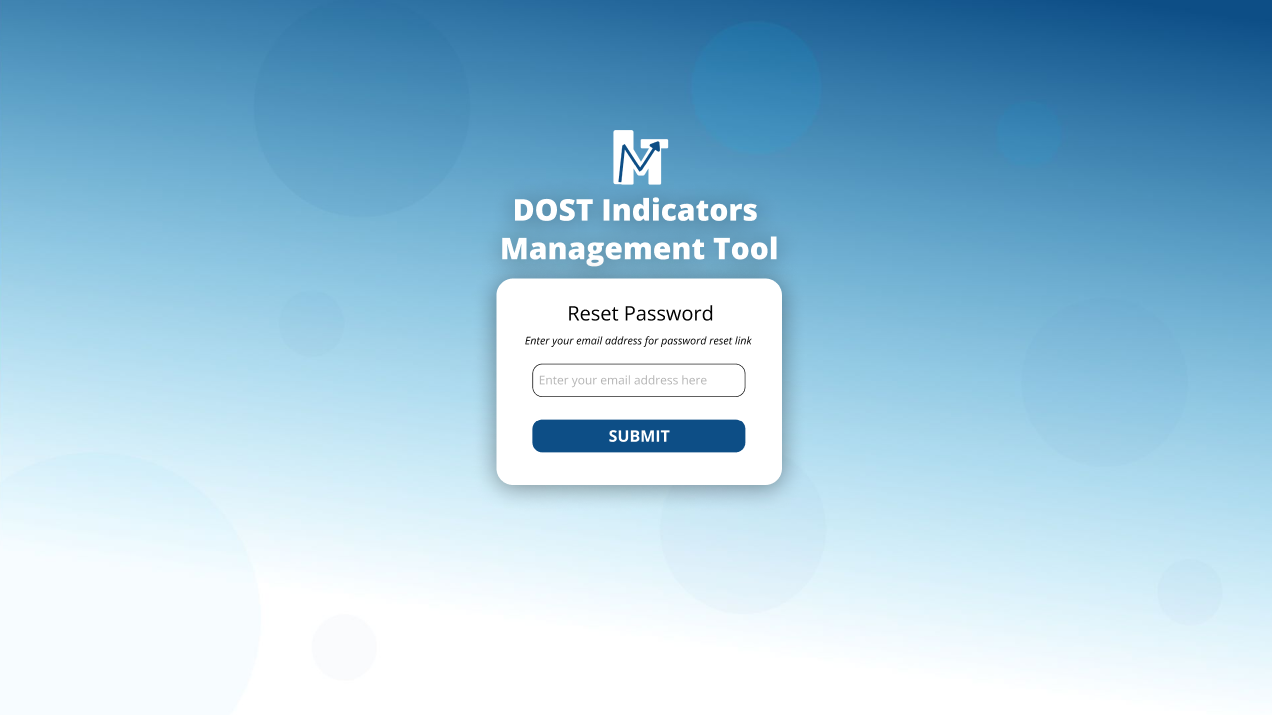 DOST Indicators
Management Tool
Reset Password
Enter your email address for password reset link
Enter your email address here
SUBMIT